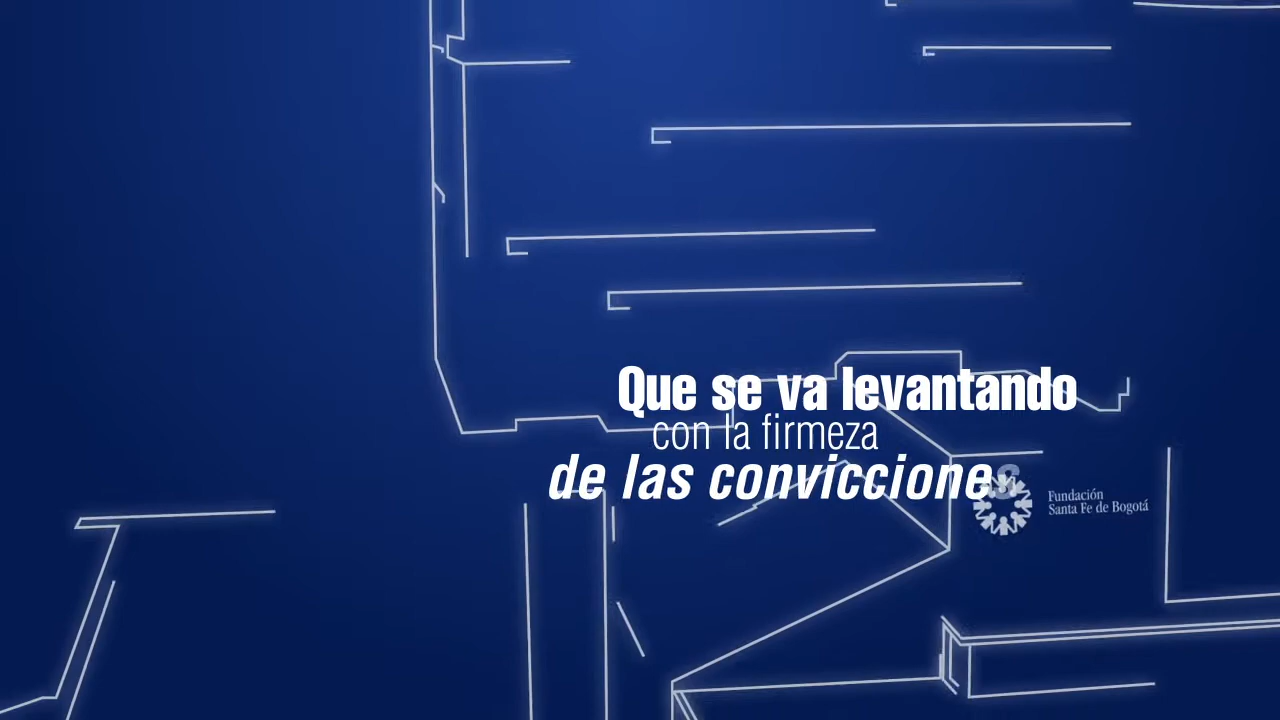 Que se va levantando
con la firmeza
de las convicciones
Fundación
Santa Fe de Bogotá